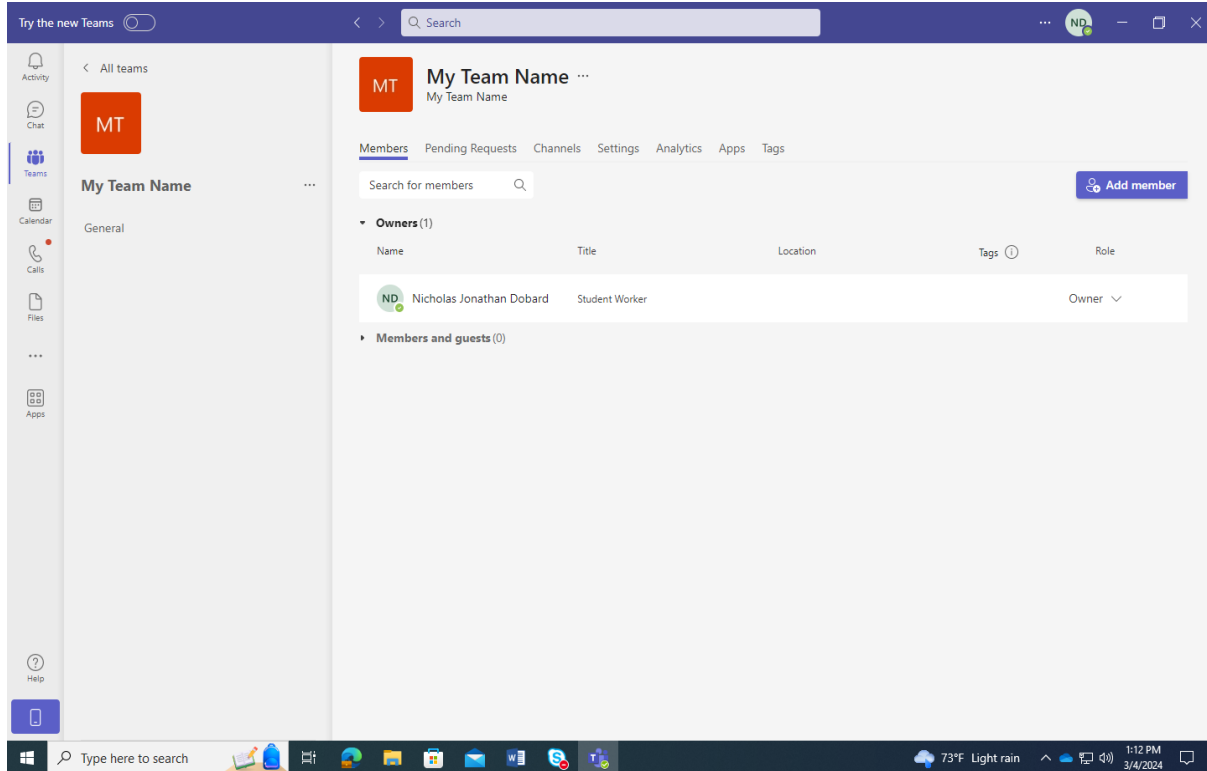 Try the new Teams
Search
ND
Activity
Chat
Teams
Calendar
Calls
Files
Apps
Help
All teams
MT
My Team Name
General
MT
My Team Name
My Team Name
Members Pending Requests Channels Settings Analytics Apps Tags
Search for members
Add member
Owners (1)
Name Title Location Tags Role
ND Nicholas Jonathan Dobard Student Worker Owner
Members and guests (0)
Type here to search
73°F Light rain
1:12 PM
3/4/2024